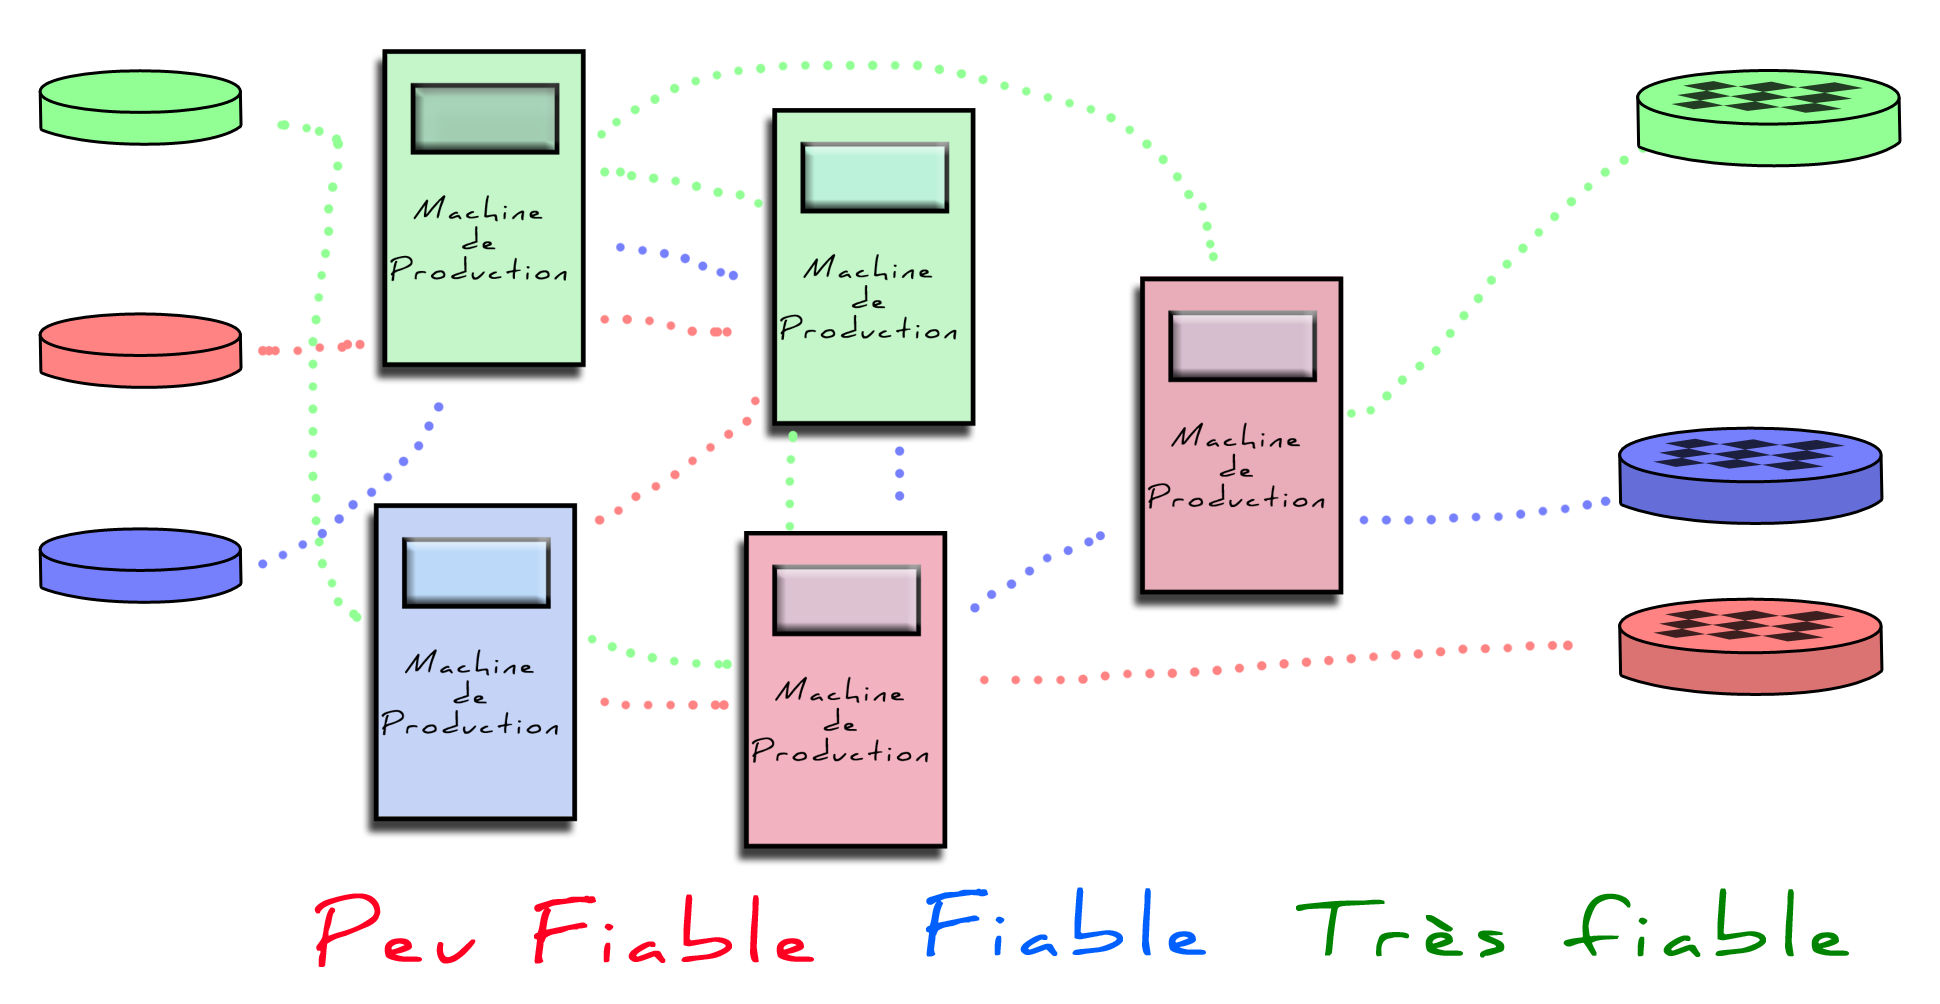 Machine
de
Production
Machine
de
Production
Machine
de
Production
Machine
de
Production
Machine
de
Production
Peu Fiable Fiable Très fiable